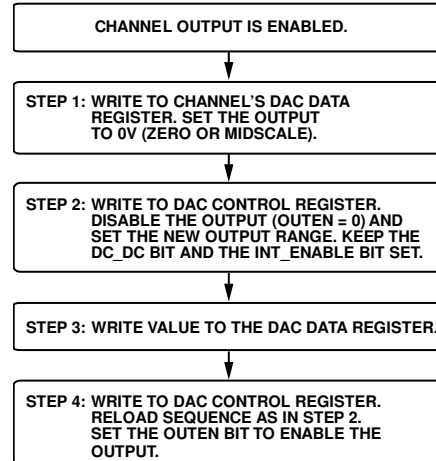 CHANNEL OUTPUT IS ENABLED.
STEP 1: WRITE TO CHANNEL'S DAC DATA
REGISTER. SET THE OUTPUT
TO 0V (ZERO OR MIDSCALE).
STEP 2: WRITE TO DAC CONTROL REGISTER.
DISABLE THE OUTPUT (OUTEN = 0) AND
SET THE NEW OUTPUT RANGE. KEEP THE
DC_DC BIT AND THE INT_ENABLE BIT SET.
STEP 3: WRITE VALUE TO THE DAC DATA REGISTER.
STEP 4: WRITE TO DAC CONTROL REGISTER.
RELOAD SEQUENCE AS IN STEP 2.
SET THE OUTEN BIT TO ENABLE THE
OUTPUT.